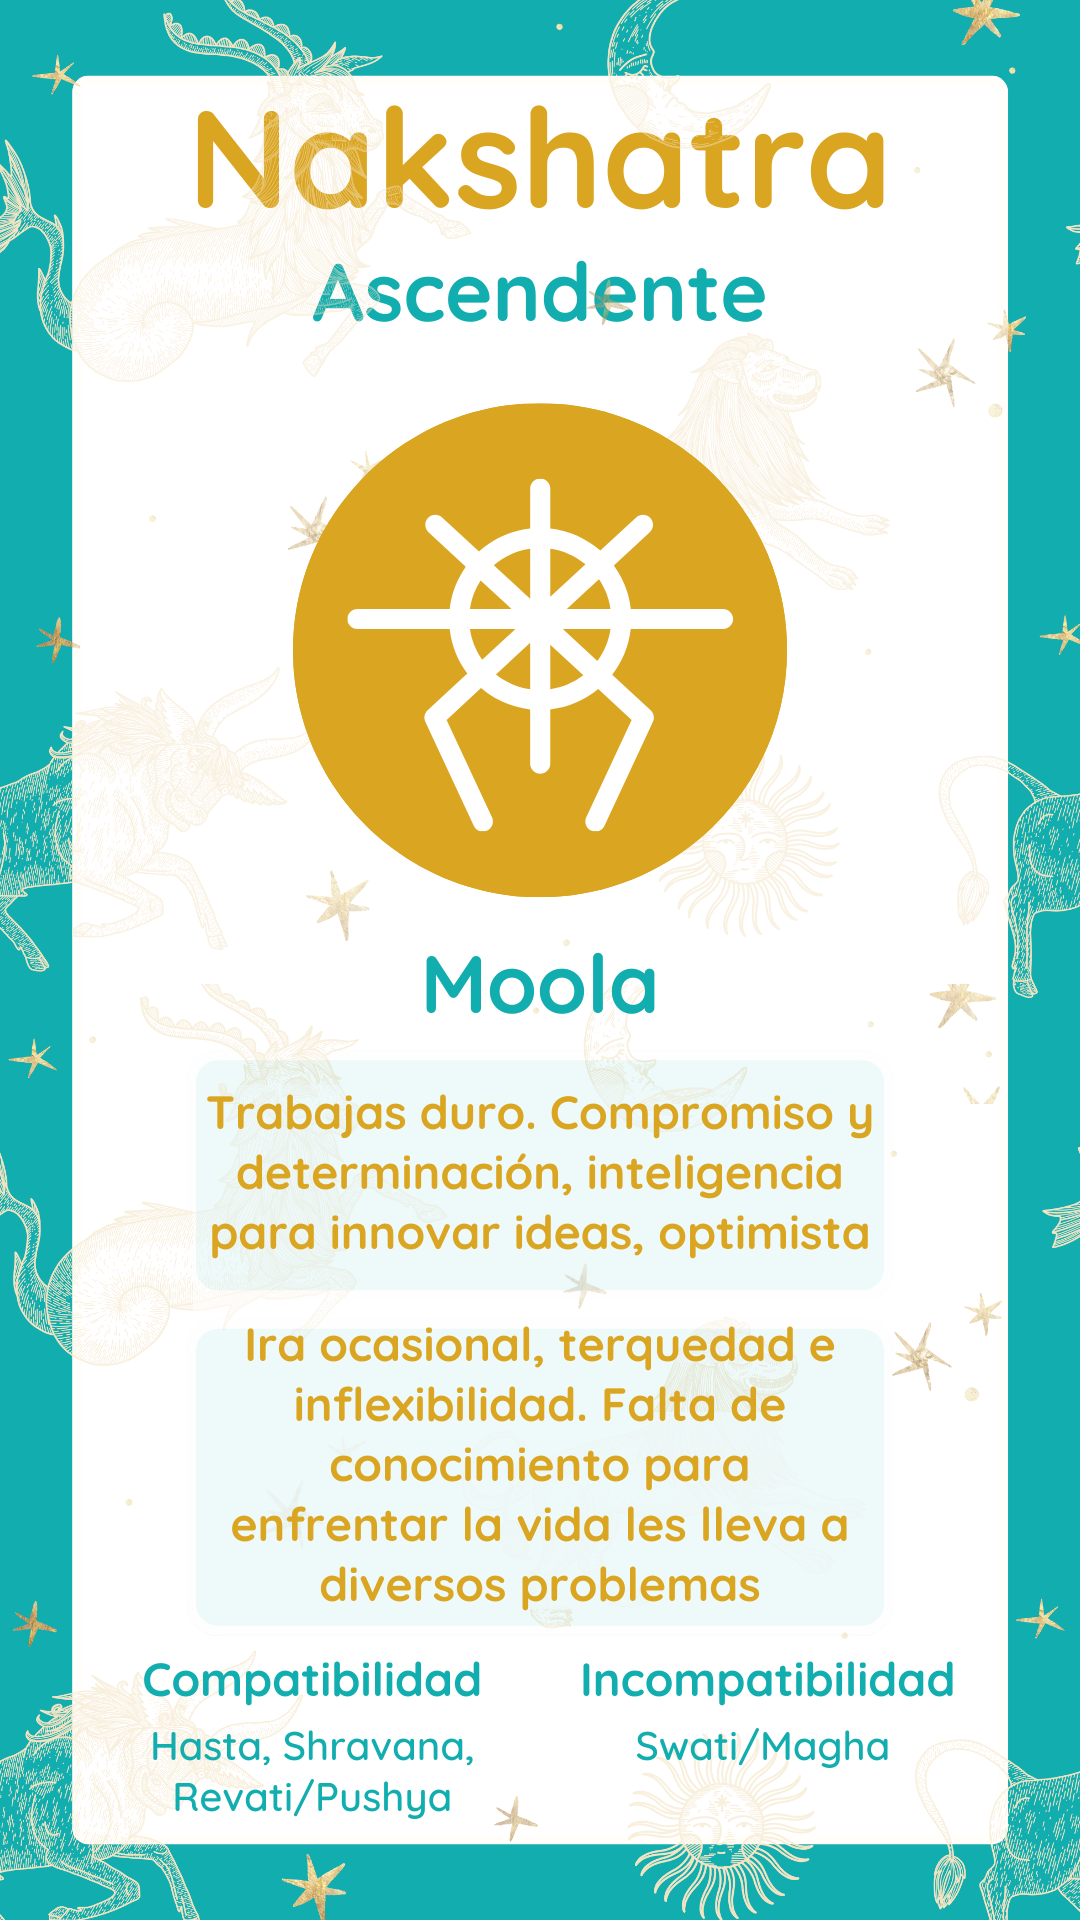 Nakshatra
Ascendente
Moola
Trabajas duro. Compromiso y
determinación, inteligencia
para innovar ideas, optimista
Ira ocasional, terquedad e
inflexibilidad. Falta de
conocimiento para
enfrentar la vida les lleva a
diversos problemas
Compatibilidad
Hasta, Shravana,
Revati/Pushya
Incompatibilidad
Swati/Magha